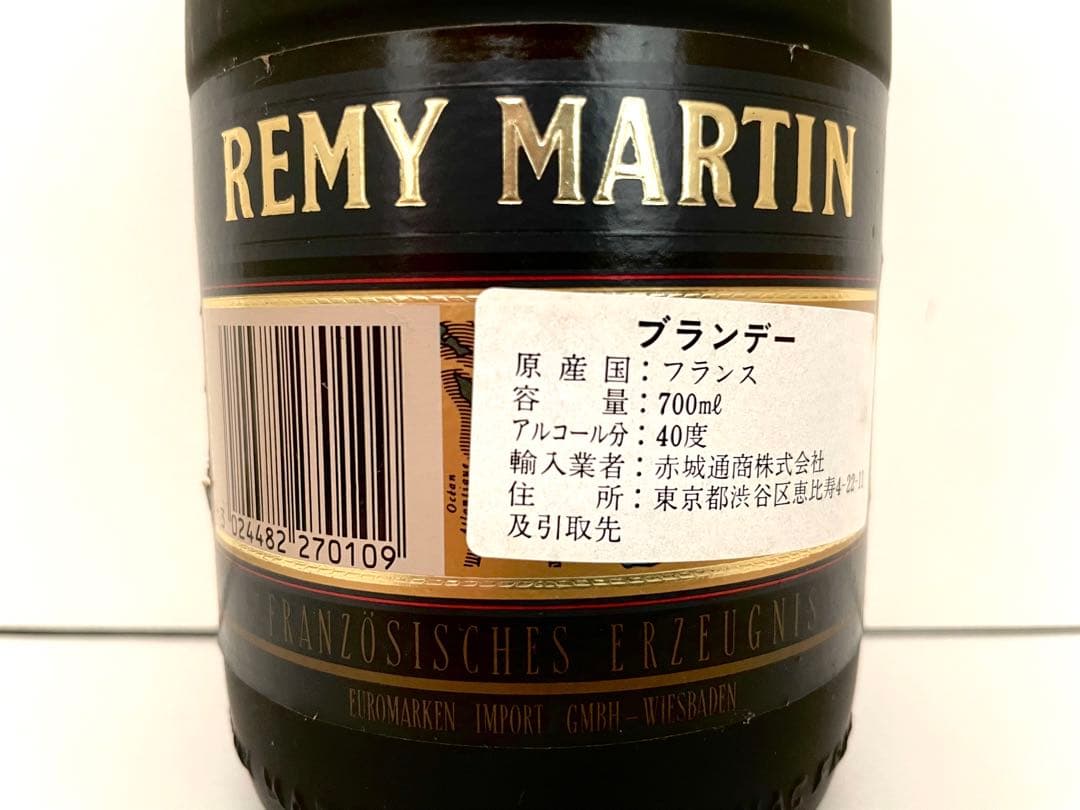 REMY MARTIN
ブランデー
原産国：フランス
容量：700mℓ
アルコール分：40度
輸入業者：赤城通商株式会社
住所：東京都渋谷区恵比寿4-22-11
及引取先
3 024482 270109
Océan
FRANZÖSISCHES ERZEUGNIS
EUROMARKEN IMPORT GMBH – WIESBADEN